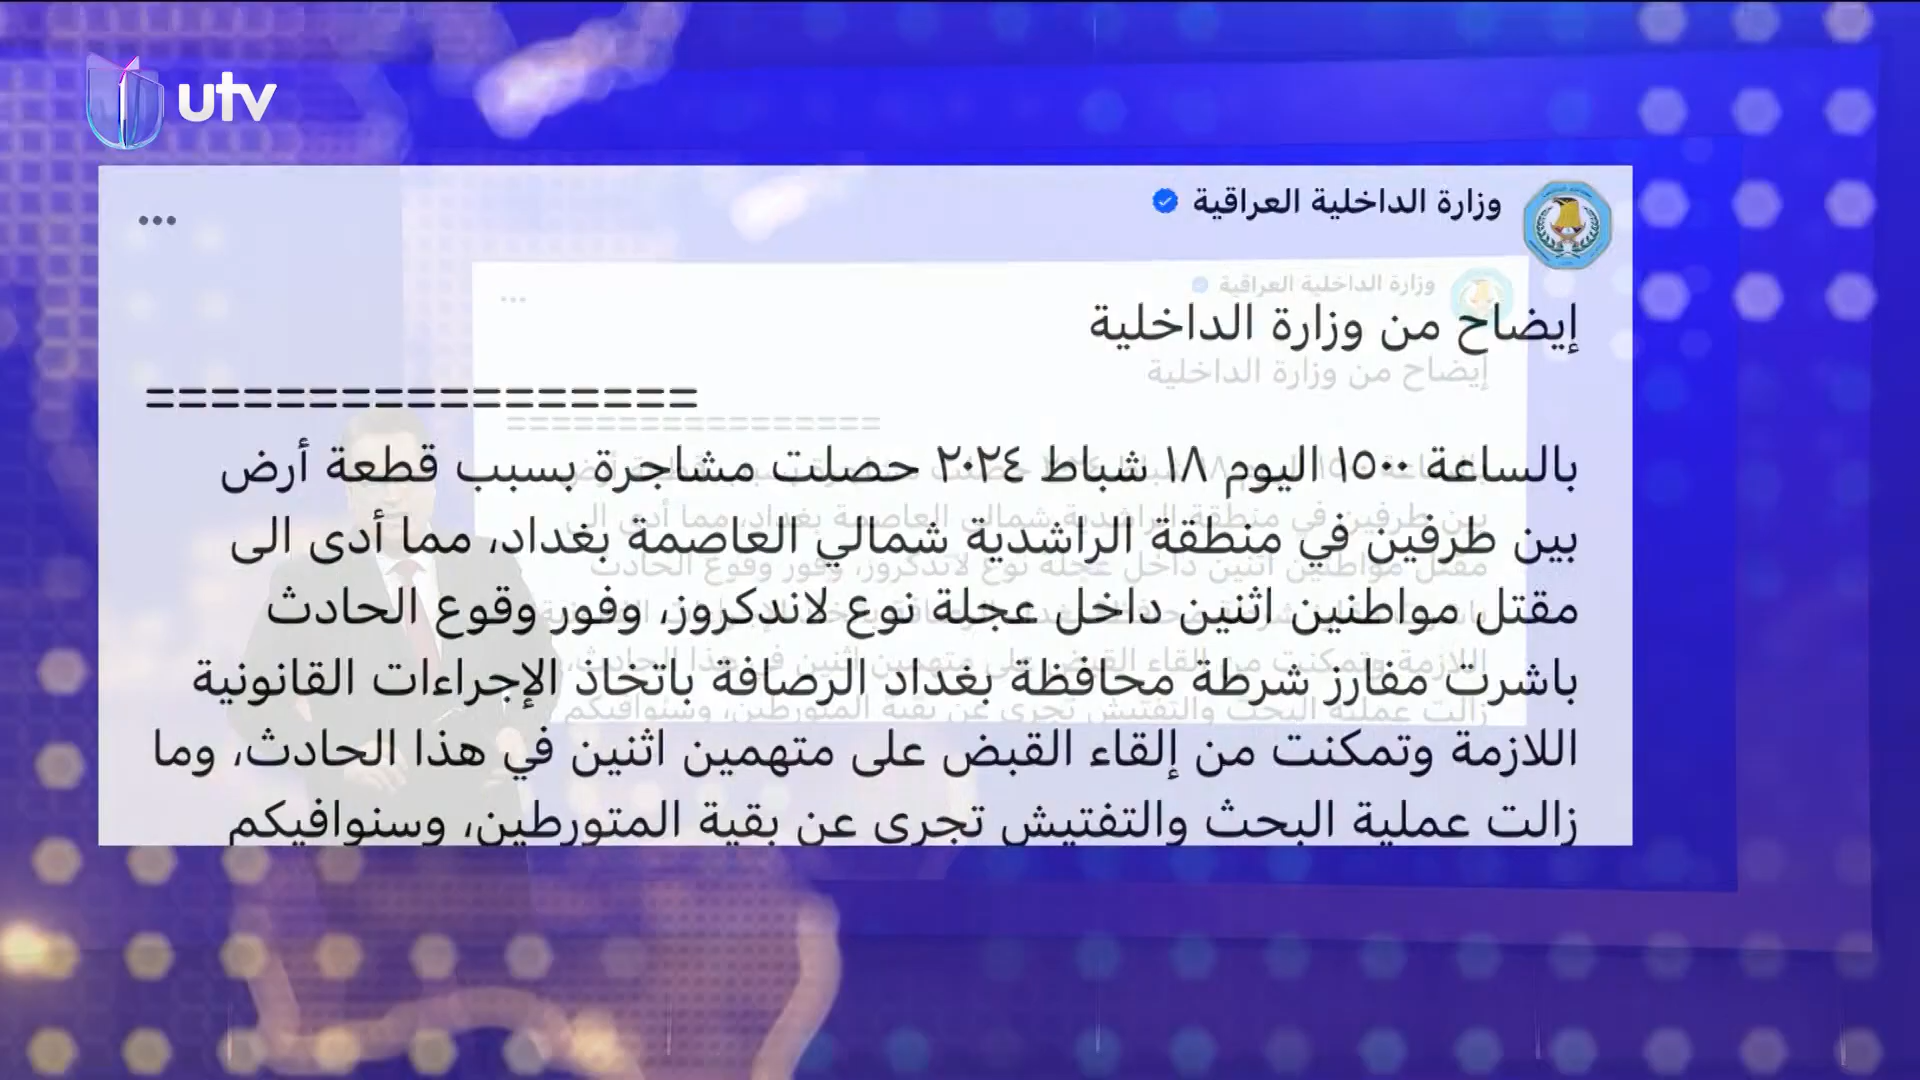 utv
وزارة الداخلية العراقية
إيضاح من وزارة الداخلية
=================
بالساعة ١٥٠٠ اليوم ١٨ شباط ٢٠٢٤ حصلت مشاجرة بسبب قطعة أرض
بين طرفين في منطقة الراشدية شمالي العاصمة بغداد، مما أدى الى
مقتل مواطنين اثنين داخل عجلة نوع لاندكروز، وفور وقوع الحادث
باشرت مفارز شرطة محافظة بغداد الرصافة باتخاذ الإجراءات القانونية
اللازمة وتمكنت من إلقاء القبض على متهمين اثنين في هذا الحادث، وما
زالت عملية البحث والتفتيش تجرى عن بقية المتورطين، وسنوافيكم